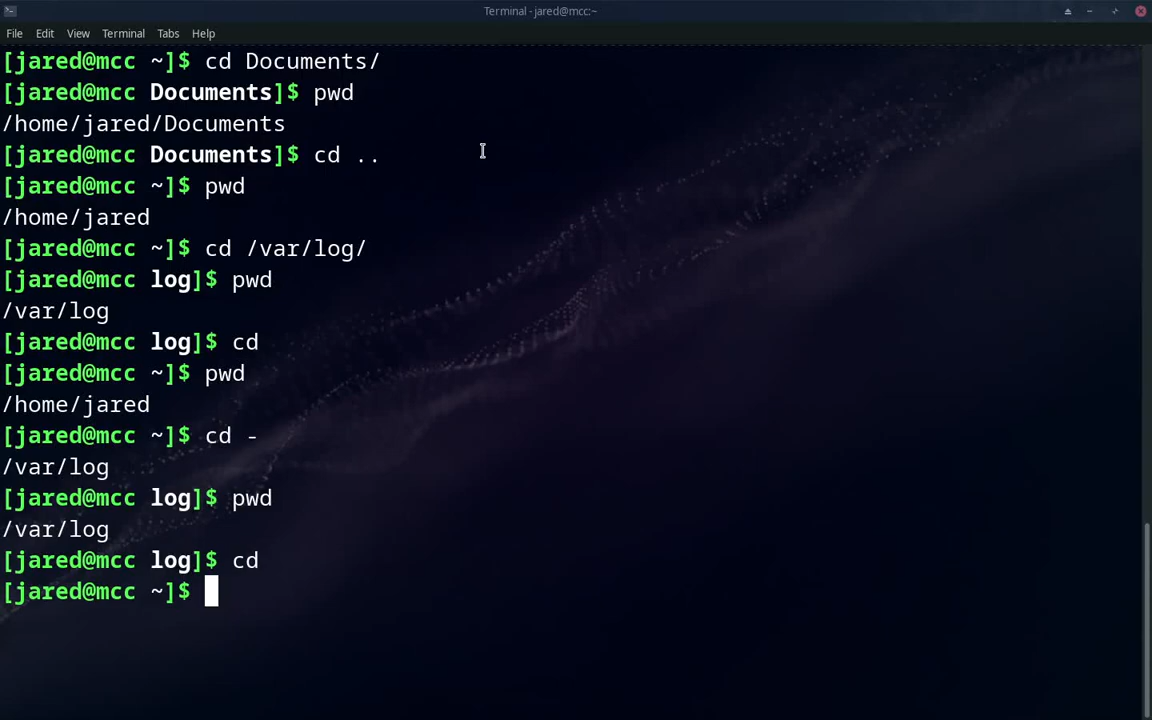 Terminal - jared@mcc:~
File Edit View Terminal Tabs Help
[jared@mcc ~]$ cd Documents/
[jared@mcc Documents]$ pwd
/home/jared/Documents
[jared@mcc Documents]$ cd ..
[jared@mcc ~]$ pwd
/home/jared
[jared@mcc ~]$ cd /var/log/
[jared@mcc log]$ pwd
/var/log
[jared@mcc log]$ cd
[jared@mcc ~]$ pwd
/home/jared
[jared@mcc ~]$ cd -
/var/log
[jared@mcc log]$ pwd
/var/log
[jared@mcc log]$ cd
[jared@mcc ~]$